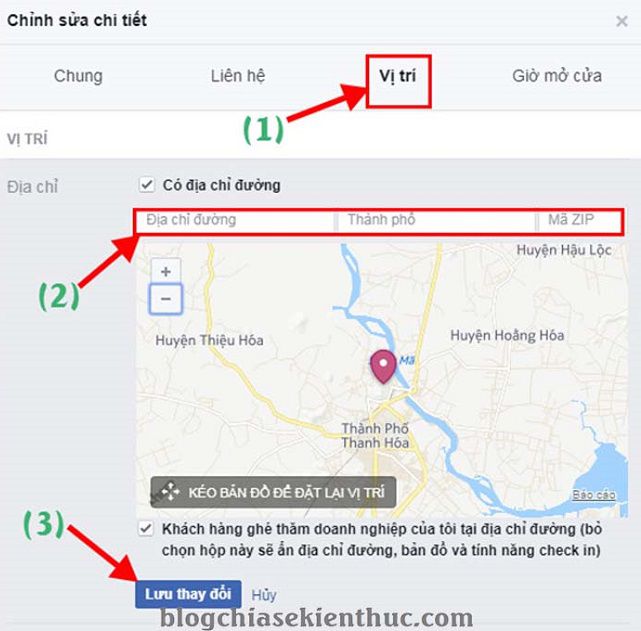 Chỉnh sửa chi tiết ×
Chung Liên hệ Vị trí Giờ mở cửa
(1)
VỊ TRÍ
Địa chỉ Có địa chỉ đường
Địa chỉ đường Thành phố Mã ZIP
Huyện Hậu Lộc
+
(2)
−
Huyện Thiệu Hóa Huyện Hoằng Hóa
Mã
Thành Phố
Thanh Hóa
KÉO BẢN ĐỒ ĐỂ ĐẶT LẠI VỊ TRÍ
Báo cáo
(3)
Khách hàng ghé thăm doanh nghiệp của tôi tại địa chỉ đường (bỏ
chọn hộp này sẽ ẩn địa chỉ đường, bản đồ và tính năng check in)
Lưu thay đổi Hủy
blogchiasekienthuc.com